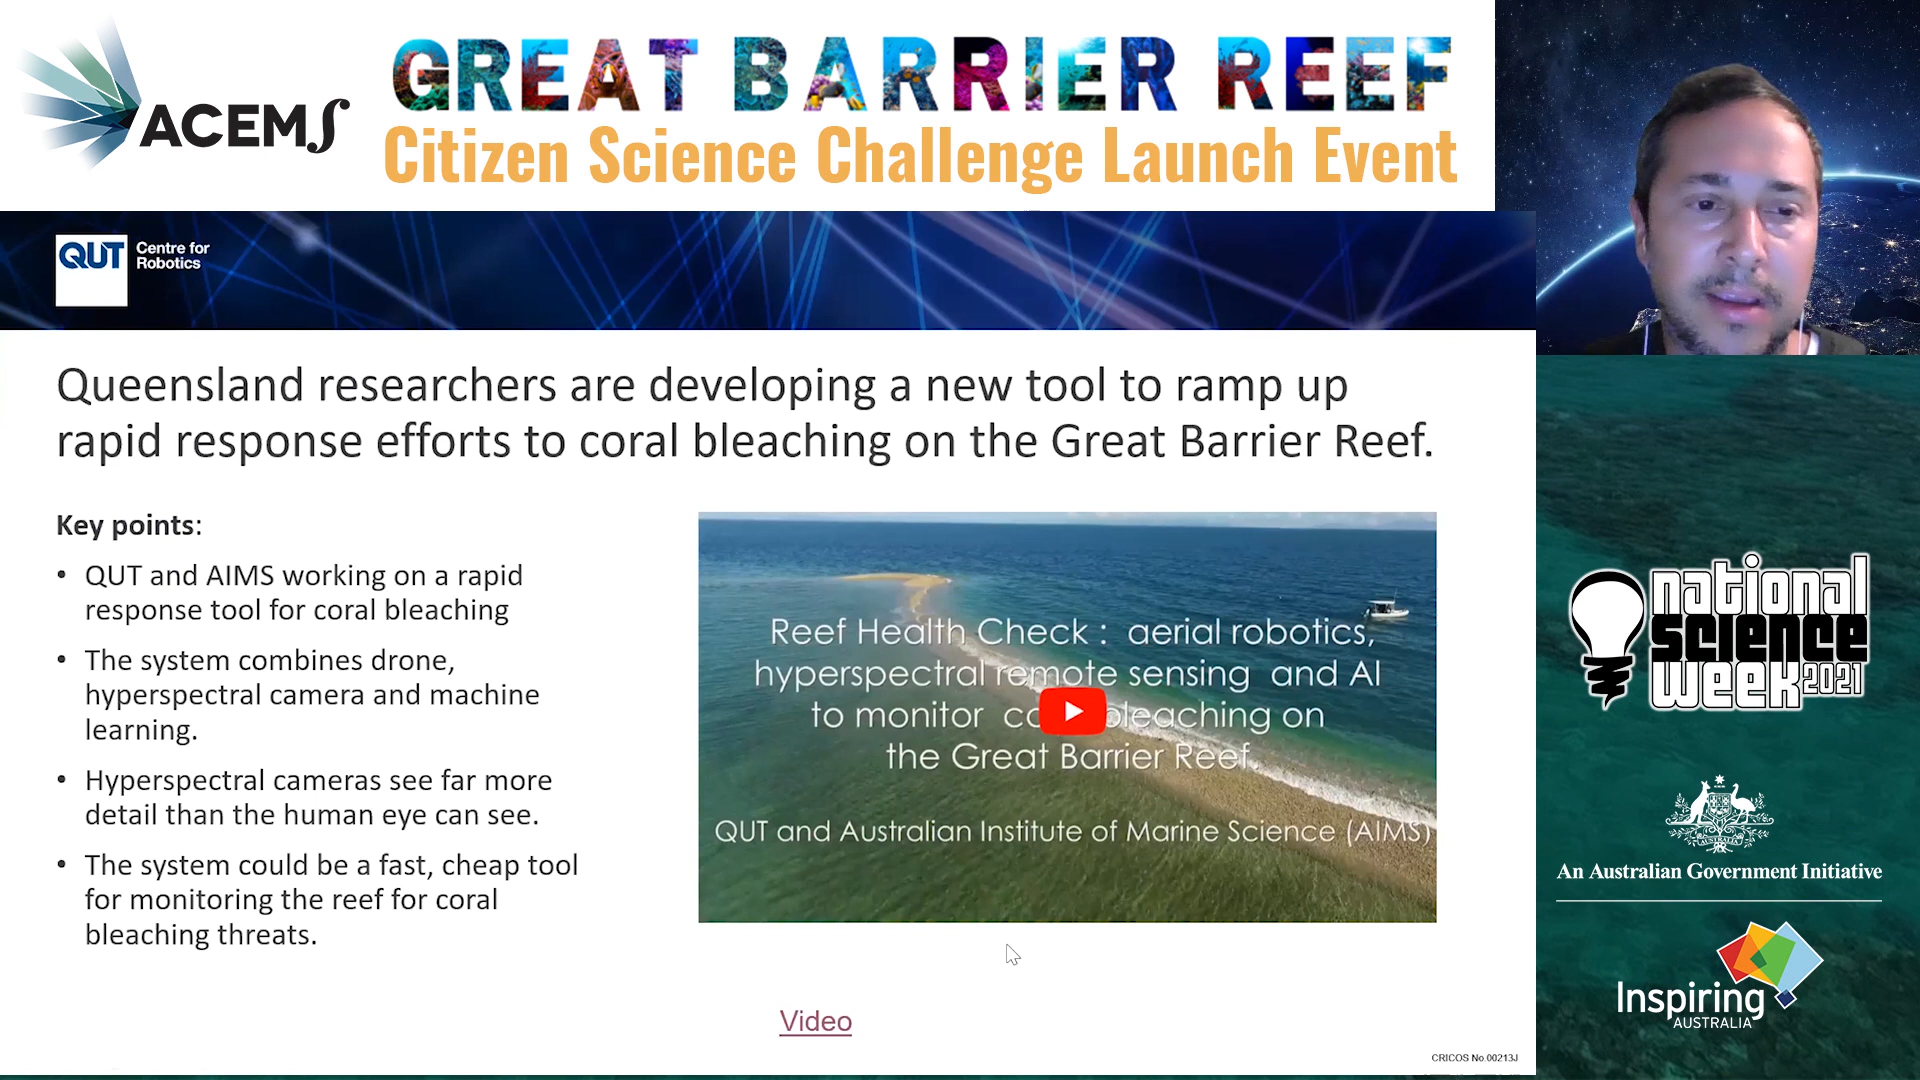 ACEMS
GREAT BARRIER REEF
Citizen Science Challenge Launch Event
QUT Centre for
Robotics
Queensland researchers are developing a new tool to ramp up
rapid response efforts to coral bleaching on the Great Barrier Reef.
Key points:
• QUT and AIMS working on a rapid
response tool for coral bleaching
• The system combines drone,
hyperspectral camera and machine
learning.
• Hyperspectral cameras see far more
detail than the human eye can see.
• The system could be a fast, cheap tool
for monitoring the reef for coral
bleaching threats.
Reef Health Check : aerial robotics,
hyperspectral remote sensing and AI
to monitor co bleaching on
the Great Barrier Reef.
QUT and Australian Institute of Marine Science (AIMS)
Video
CRICOS No.00213J
national
science
week 2021
AUSTRALIA
An Australian Government Initiative
Inspiring
AUSTRALIA